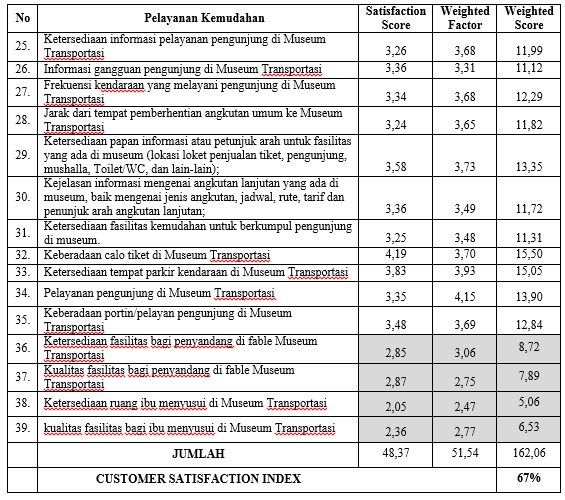 No Pelayanan Kemudahan Satisfaction Score Weighted Factor Weighted Score
25. Ketersediaan informasi pelayanan pengunjung di Museum
Transportasi 3,26 3,68 11,99
26. Informasi gangguan pengunjung di Museum Transportasi 3,36 3,31 11,12
27. Frekuensi kendaraan yang melayani pengunjung di Museum
Transportasi 3,34 3,68 12,29
28. Jarak dari tempat pemberhentian angkutan umum ke Museum
Transportasi 3,24 3,65 11,82
29. Ketersediaan papan informasi atau petunjuk arah untuk fasilitas
yang ada di museum (lokasi loket penjualan tiket, pengunjung,
mushalla, Toilet/WC, dan lain-lain); 3,58 3,73 13,35
30. Kejelasan informasi mengenai angkutan lanjutan yang ada di
museum, baik mengenai jenis angkutan, jadwal, rute, tarif dan
penunjuk arah angkutan lanjutan; 3,36 3,49 11,72
31. Ketersediaan fasilitas kemudahan untuk berkumpul pengunjung
di museum. 3,25 3,48 11,31
32. Keberadaan calo tiket di Museum Transportasi 4,19 3,70 15,50
33. Ketersediaan tempat parkir kendaraan di Museum Transportasi 3,83 3,93 15,05
34. Pelayanan pengunjung di Museum Transportasi 3,35 4,15 13,90
35. Keberadaan portin/pelayan pengunjung di Museum
Transportasi 3,48 3,69 12,84
36. Ketersediaan fasilitas bagi penyandang di fable Museum
Transportasi 2,85 3,06 8,72
37. Kualitas fasilitas bagi penyandang di fable Museum
Transportasi 2,87 2,75 7,89
38. Ketersediaan ruang ibu menyusui di Museum Transportasi 2,05 2,47 5,06
39. kualitas fasilitas bagi ibu menyusui di Museum Transportasi 2,36 2,77 6,53
JUMLAH 48,37 51,54 162,06
CUSTOMER SATISFACTION INDEX 67%